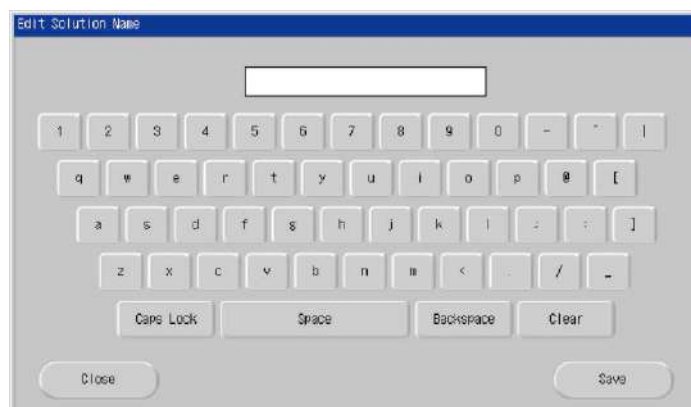 Edit Solution Name
1 2 3 4 5 6 7 8 9 0 - ^ |
q w e r t y u i o p @ [
a s d f g h j k l ; : ]
z x c v b n m < . / _
Caps Lock Space Backspace Clear
Close Save